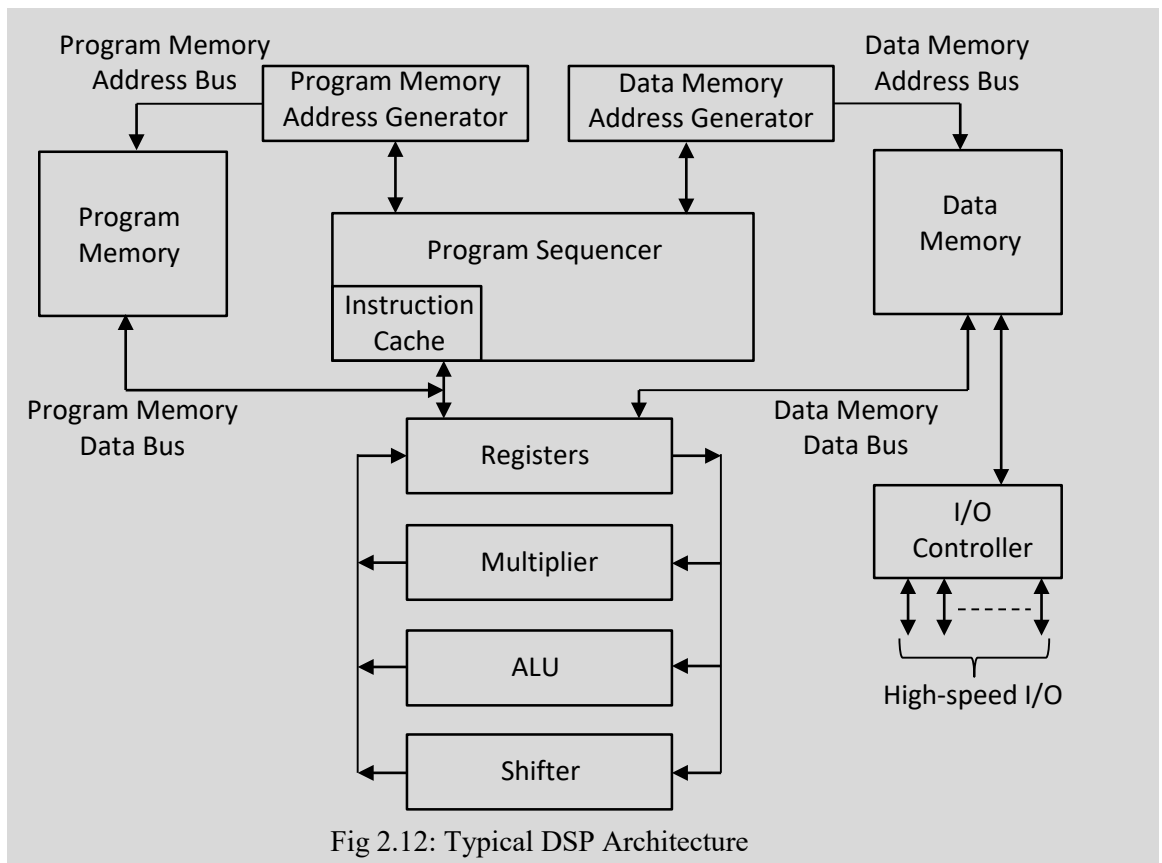 Program Memory
Address Bus
Program Memory
Address Generator
Data Memory
Address Generator
Data Memory
Address Bus
Program
Memory
Program Sequencer
Instruction
Cache
Data
Memory
Program Memory
Data Bus
Data Memory
Data Bus
Registers
Multiplier
ALU
Shifter
I/O
Controller
High-speed I/O
Fig 2.12: Typical DSP Architecture